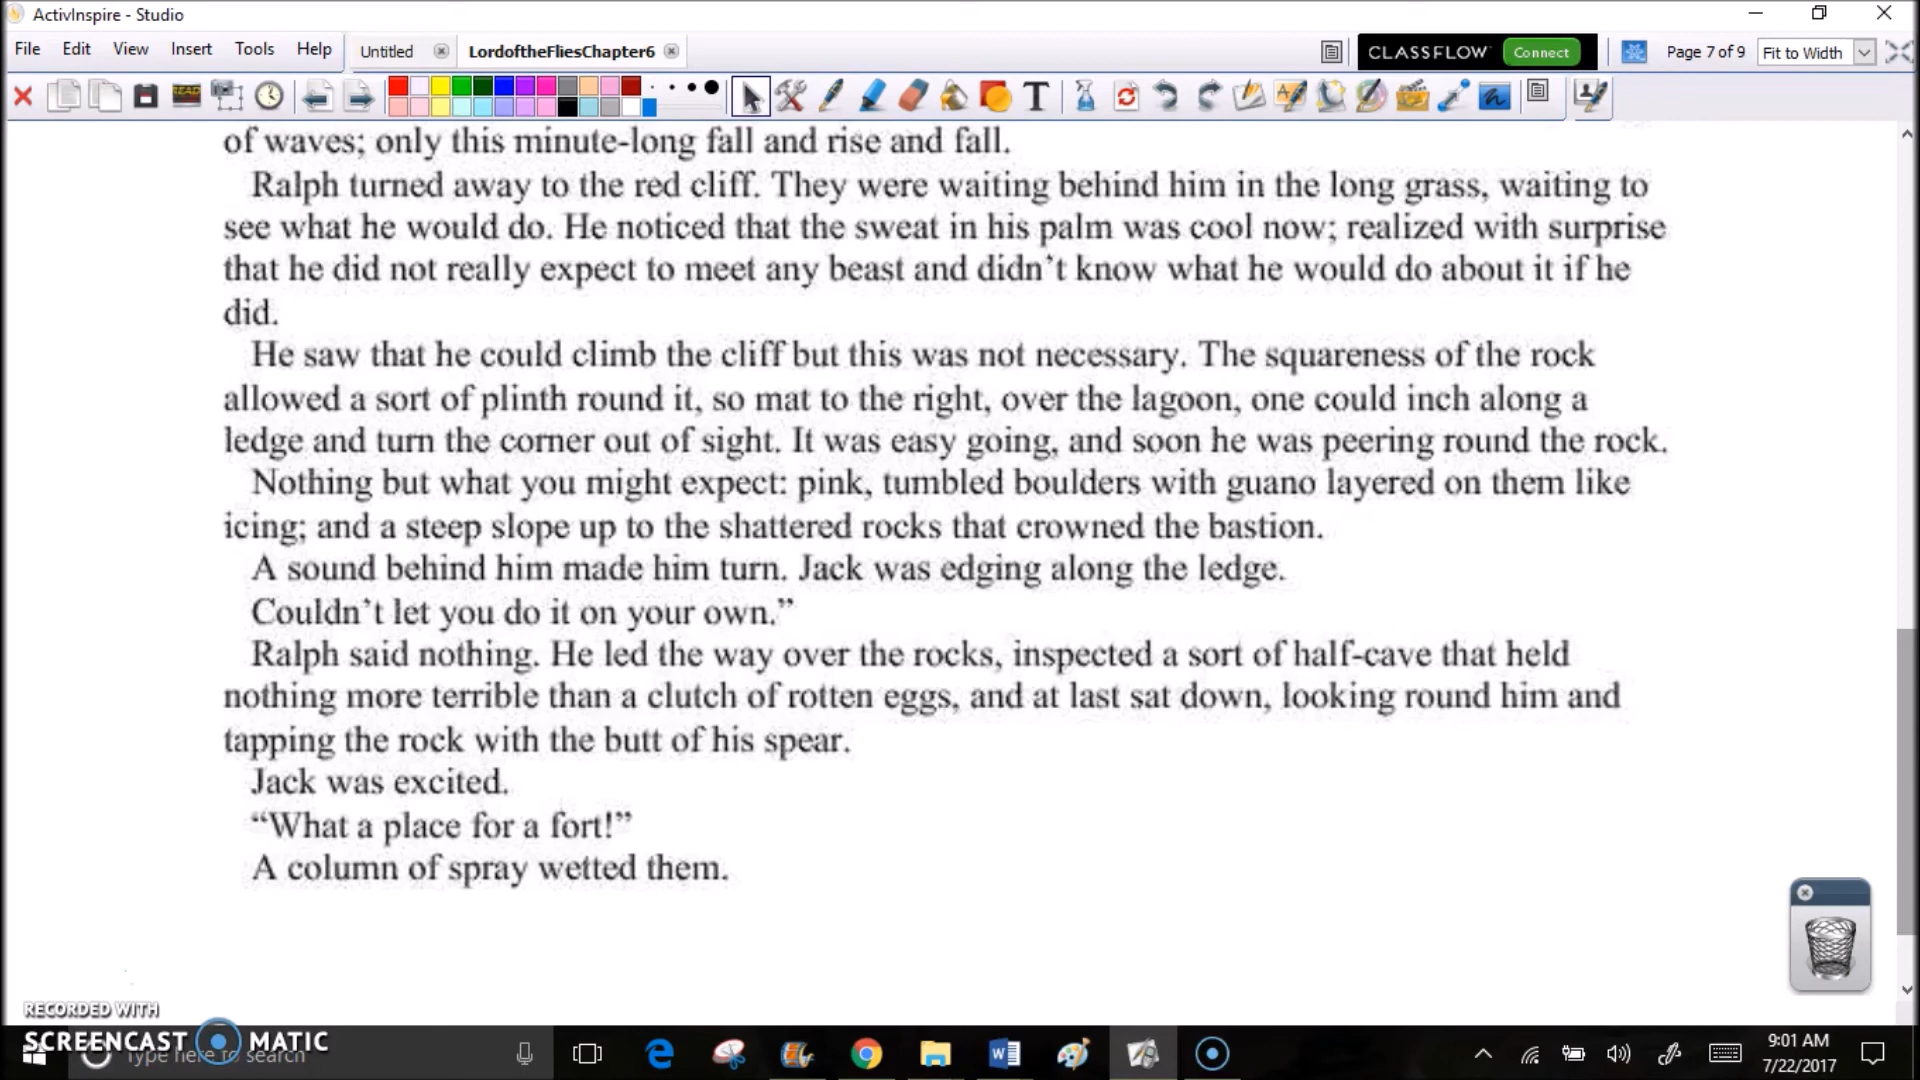 ActivInspire - Studio
File Edit View Insert Tools Help Untitled LordoftheFliesChapter6 CLASSFLOW Connect Page 7 of 9 Fit to Width
of waves; only this minute-long fall and rise and fall.
Ralph turned away to the red cliff. They were waiting behind him in the long grass, waiting to
see what he would do. He noticed that the sweat in his palm was cool now; realized with surprise
that he did not really expect to meet any beast and didn't know what he would do about it if he
did.
He saw that he could climb the cliff but this was not necessary. The squareness of the rock
allowed a sort of plinth round it, so mat to the right, over the lagoon, one could inch along a
ledge and turn the corner out of sight. It was easy going, and soon he was peering round the rock.
Nothing but what you might expect: pink, tumbled boulders with guano layered on them like
icing; and a steep slope up to the shattered rocks that crowned the bastion.
A sound behind him made him turn. Jack was edging along the ledge.
Couldn't let you do it on your own.”
Ralph said nothing. He led the way over the rocks, inspected a sort of half-cave that held
nothing more terrible than a clutch of rotten eggs, and at last sat down, looking round him and
tapping the rock with the butt of his spear.
Jack was excited.
“What a place for a fort!”
A column of spray wetted them.
RECORDED WITH
SCREENCAST MATIC
Type here to search
9:01 AM
7/22/2017